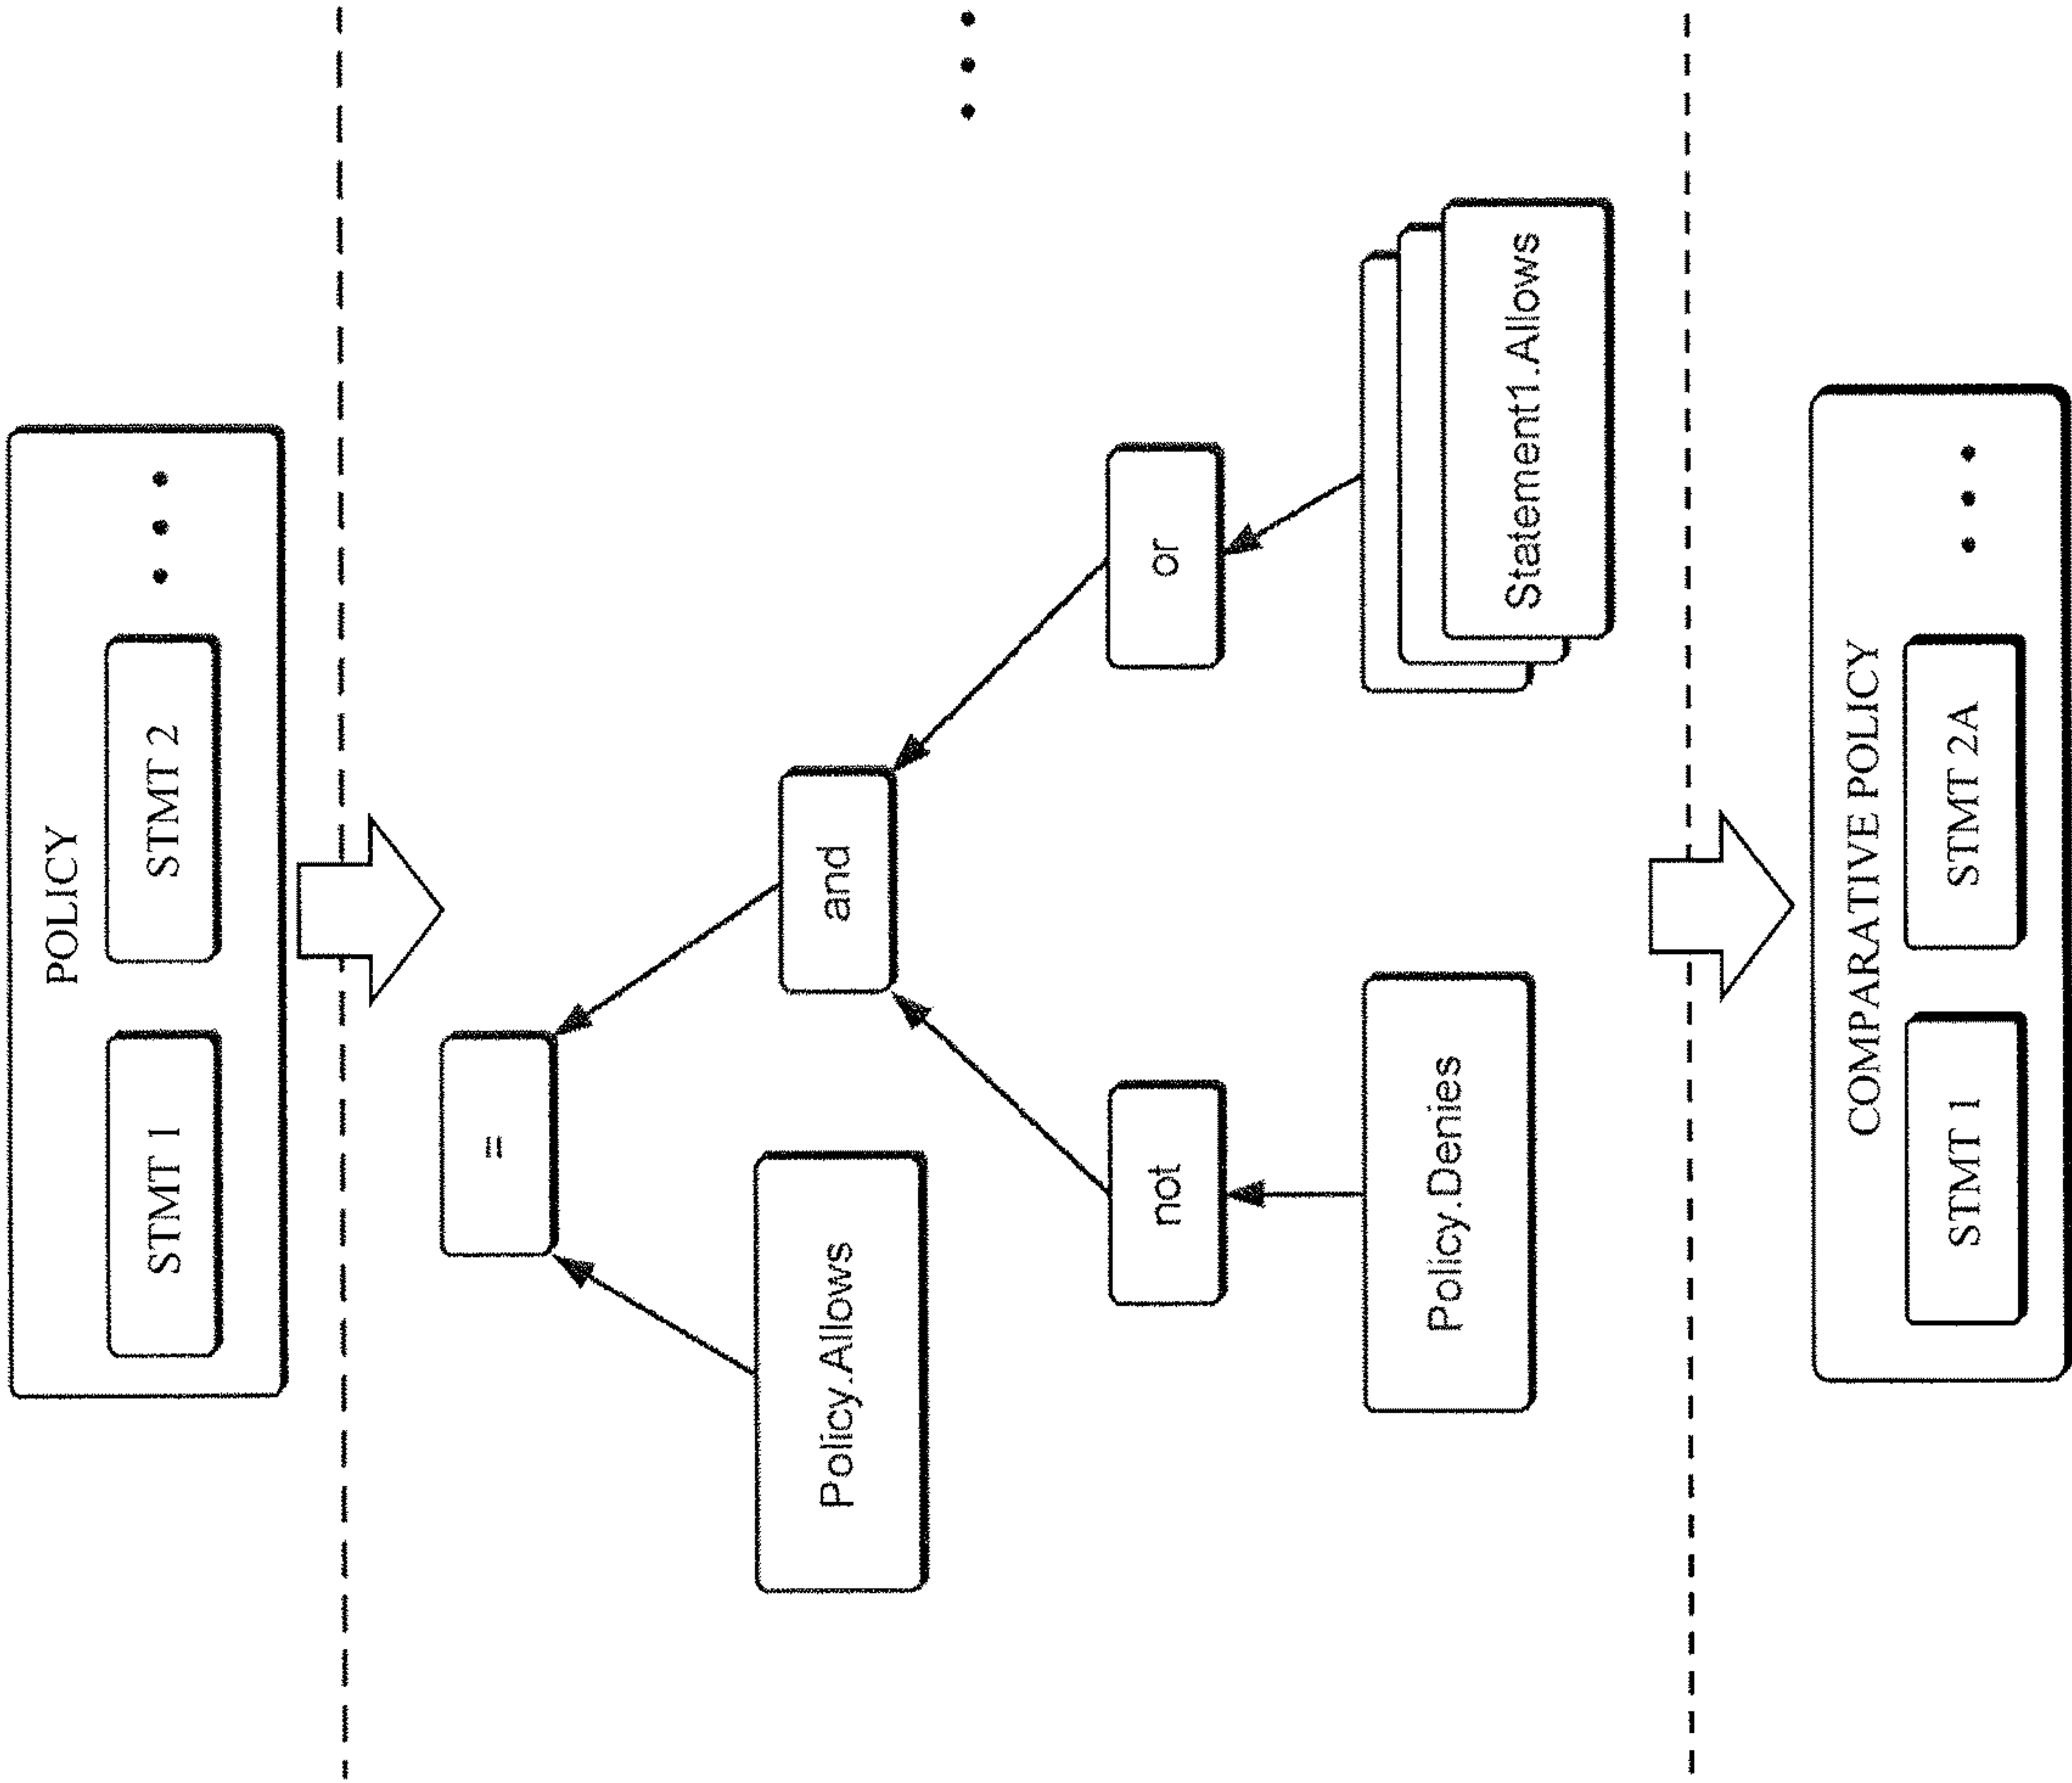 POLICY
STMT 1
STMT 2
• • •
=
Policy.Allows
and
not
or
Policy.Denies
Statement1.Allows
• • •
COMPARATIVE POLICY
STMT 1
STMT 2A
• • •